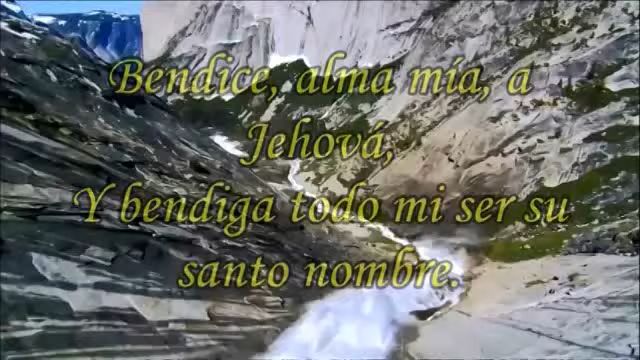 Bendice, alma mía, a
Jehová,
Y bendiga todo mi ser su
santo nombre.